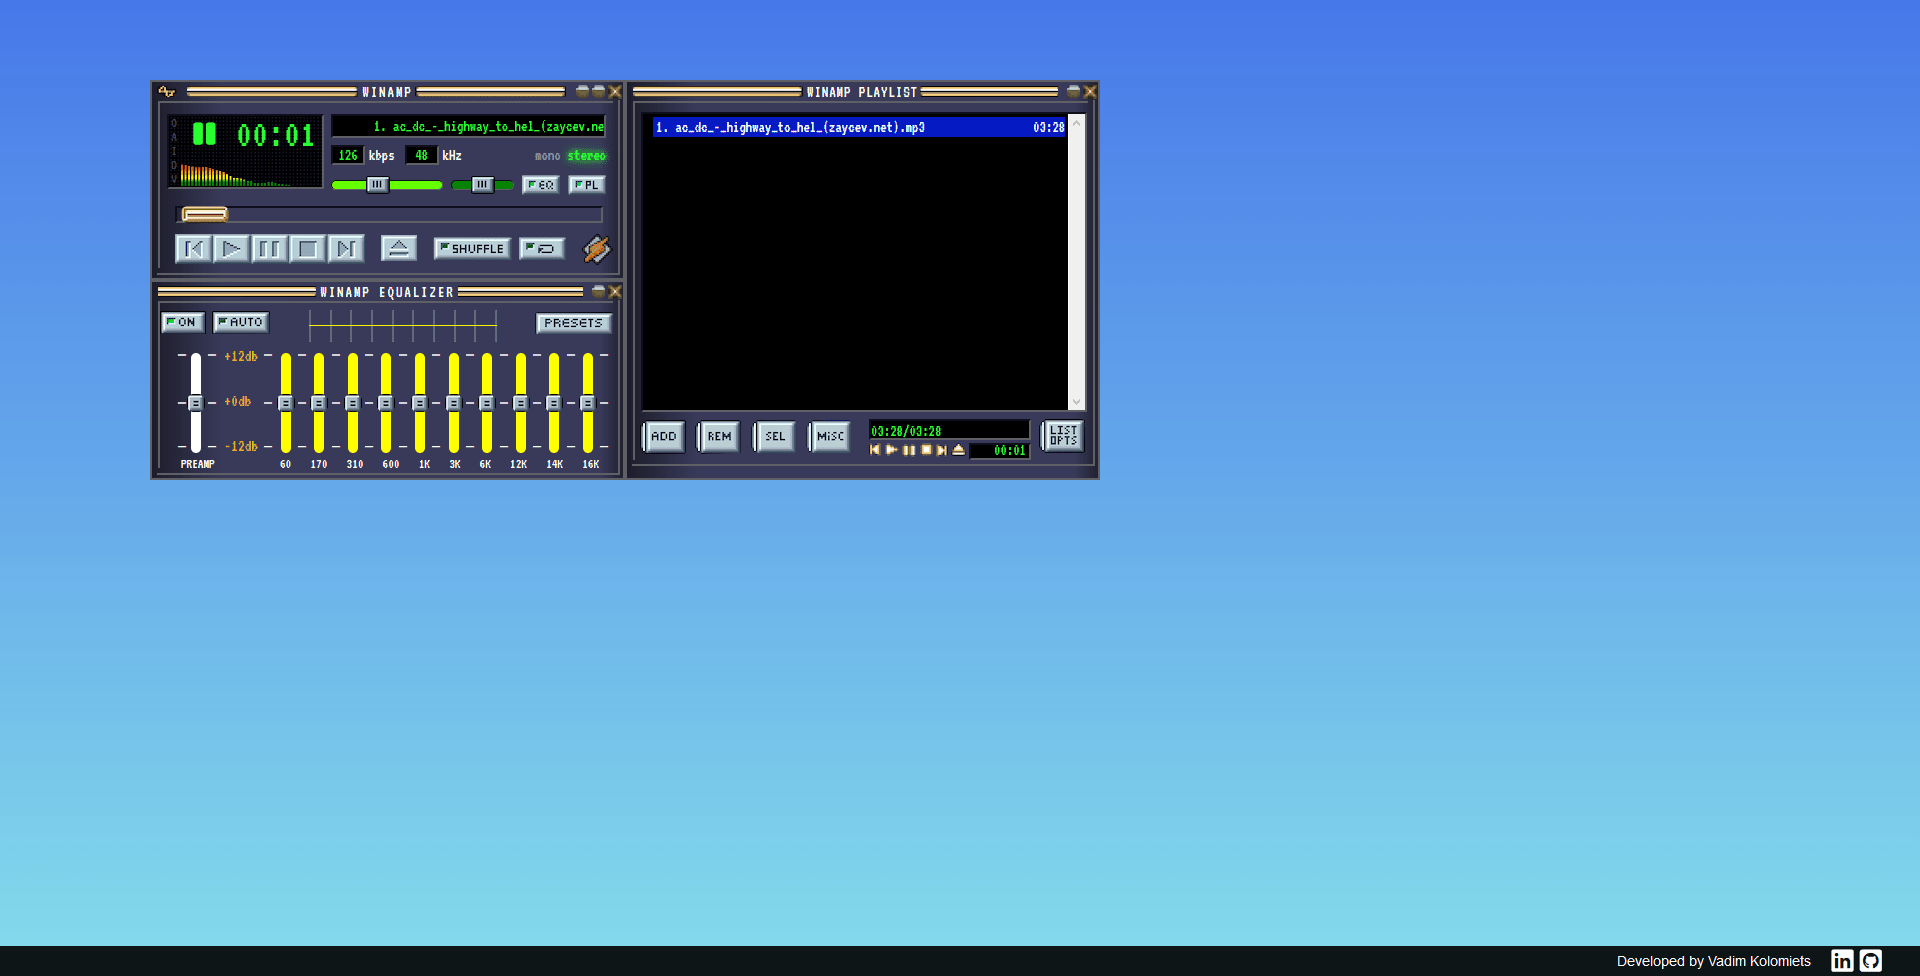 WINAMP
O
A
I
D
V
00:01
1. ac_dc_-_highway_to_hel_(zaycev.ne
126 kbps 48 kHz mono stereo
EQ PL
SHUFFLE
WINAMP EQUALIZER
ON AUTO PRESETS
+12db
+0db
-12db
PREAMP 60 170 310 600 1K 3K 6K 12K 14K 16K
WINAMP PLAYLIST
1. ac_dc_-_highway_to_hel_(zaycev.net).mp3 03:28
ADD REM SEL MISC
03:28/03:28
00:01
LIST
OPTS
Developed by Vadim Kolomiets in